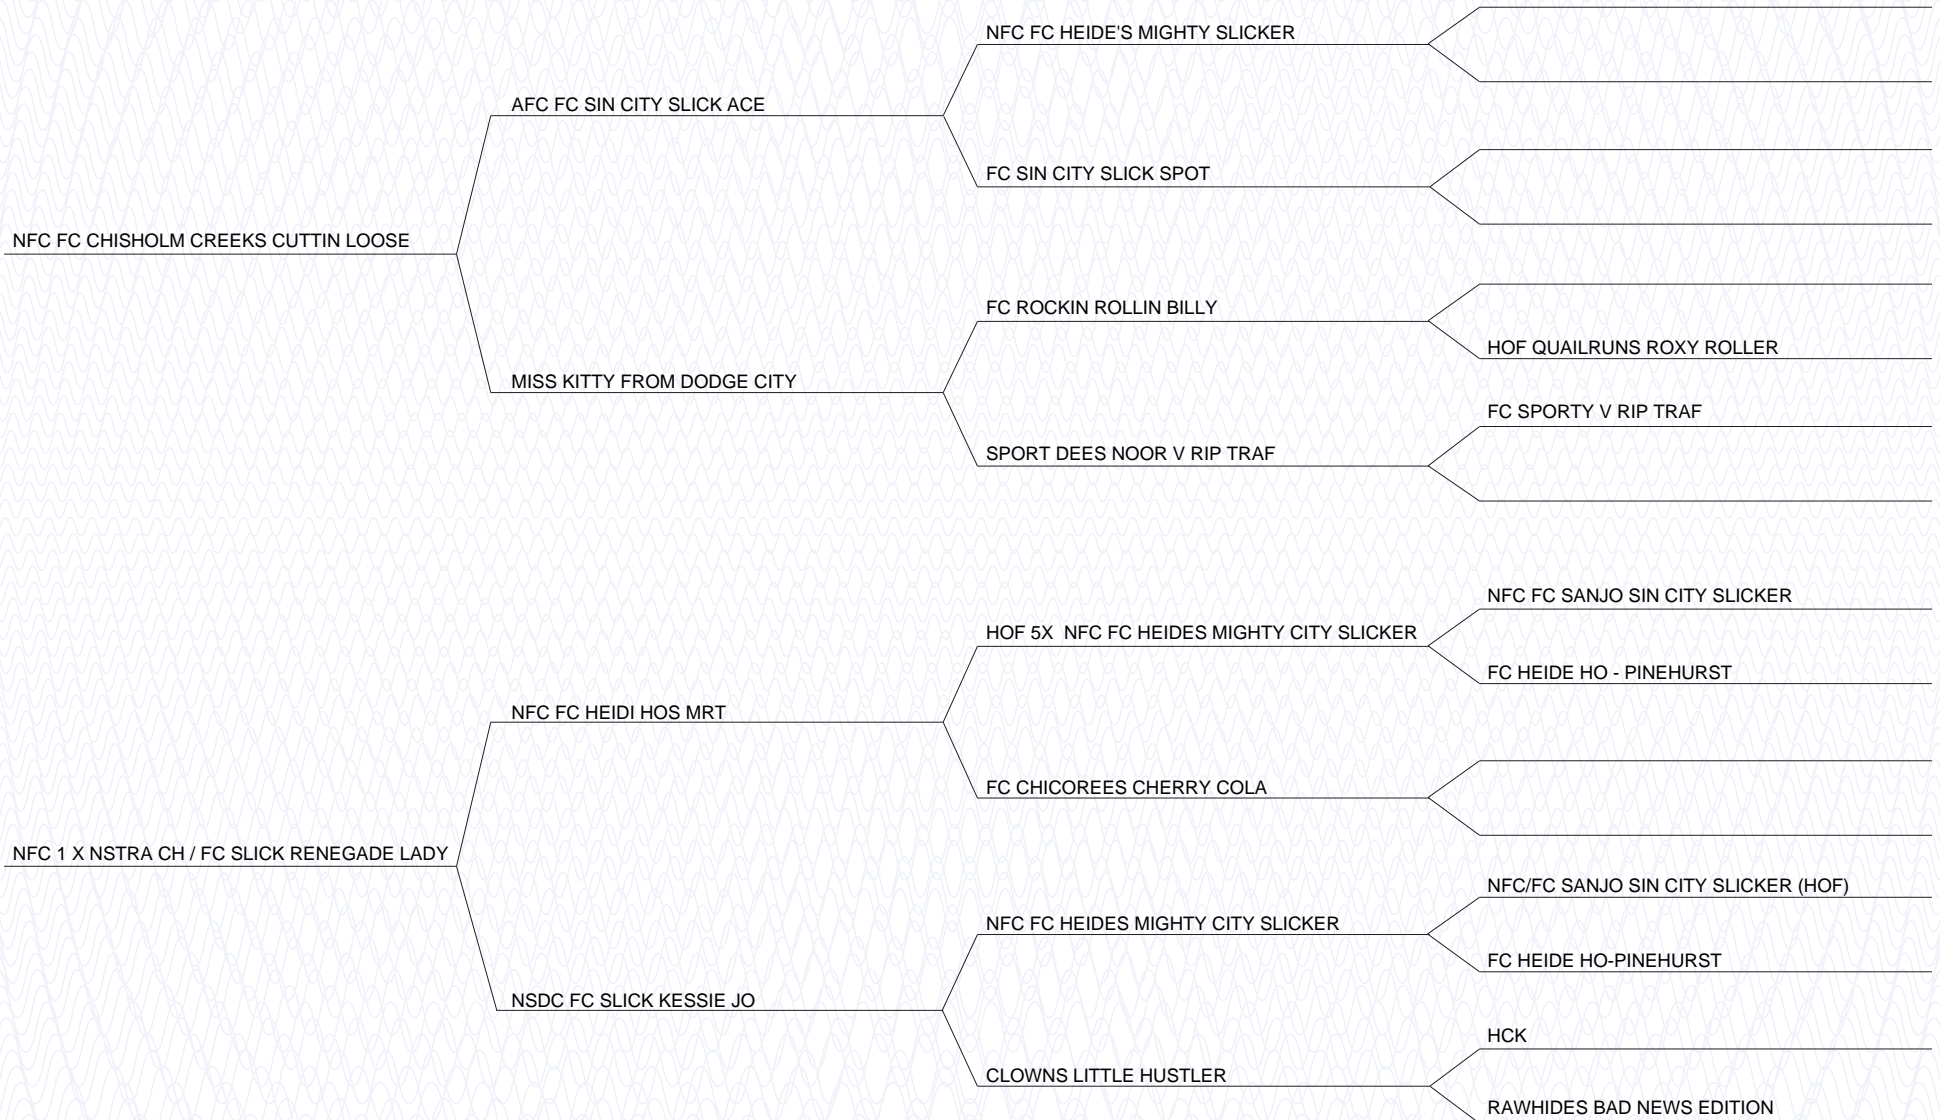 NFC FC HEIDE'S MIGHTY SLICKER
AFC FC SIN CITY SLICK ACE
FC SIN CITY SLICK SPOT
NFC FC CHISHOLM CREEKS CUTTIN LOOSE
FC ROCKIN ROLLIN BILLY
HOF QUAILRUNS ROXY ROLLER
MISS KITTY FROM DODGE CITY
FC SPORTY V RIP TRAF
SPORT DEES NOOR V RIP TRAF
NFC FC SANJO SIN CITY SLICKER
HOF 5X  NFC FC HEIDES MIGHTY CITY SLICKER
FC HEIDE HO - PINEHURST
NFC FC HEIDI HOS MRT
FC CHICOREES CHERRY COLA
NFC 1 X NSTRA CH / FC SLICK RENEGADE LADY
NFC/FC SANJO SIN CITY SLICKER (HOF)
NFC FC HEIDES MIGHTY CITY SLICKER
FC HEIDE HO-PINEHURST
NSDC FC SLICK KESSIE JO
HCK
CLOWNS LITTLE HUSTLER
RAWHIDES BAD NEWS EDITION